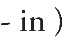 - in )